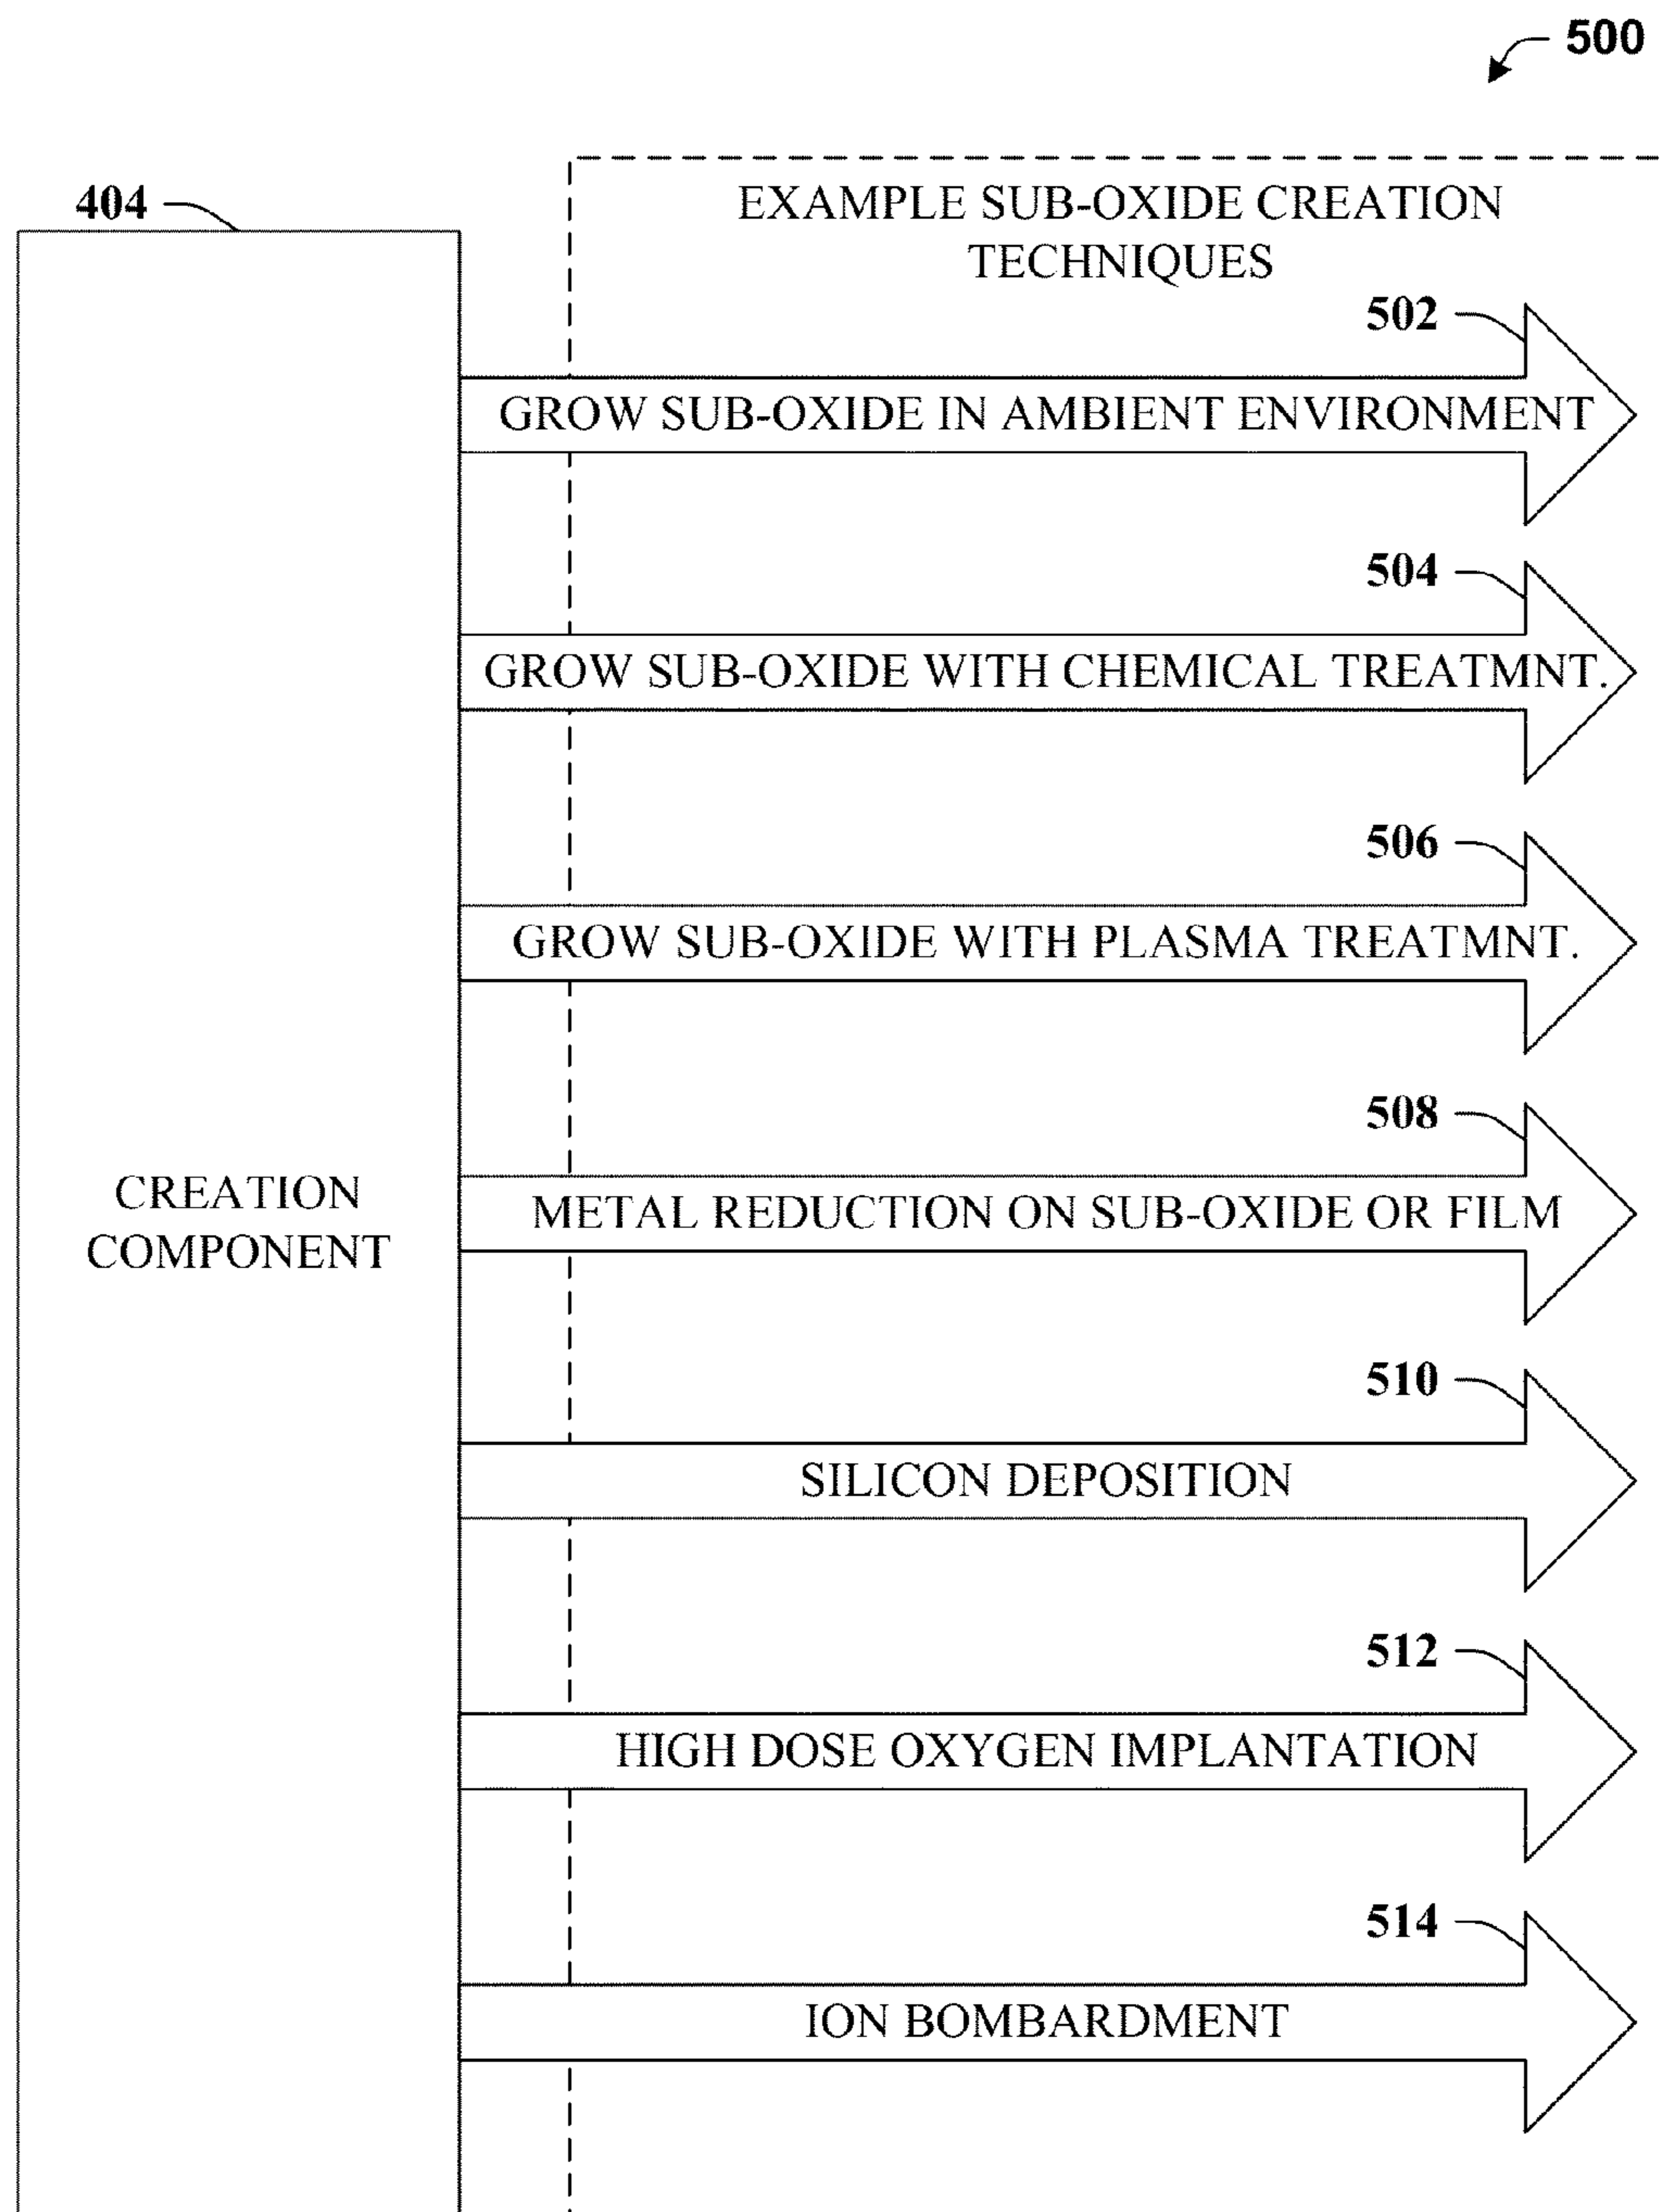 500
404
EXAMPLE SUB-OXIDE CREATION
TECHNIQUES
502
GROW SUB-OXIDE IN AMBIENT ENVIRONMENT
504
GROW SUB-OXIDE WITH CHEMICAL TREATMNT.
506
GROW SUB-OXIDE WITH PLASMA TREATMNT.
508
METAL REDUCTION ON SUB-OXIDE OR FILM
CREATION
COMPONENT
510
SILICON DEPOSITION
512
HIGH DOSE OXYGEN IMPLANTATION
514
ION BOMBARDMENT